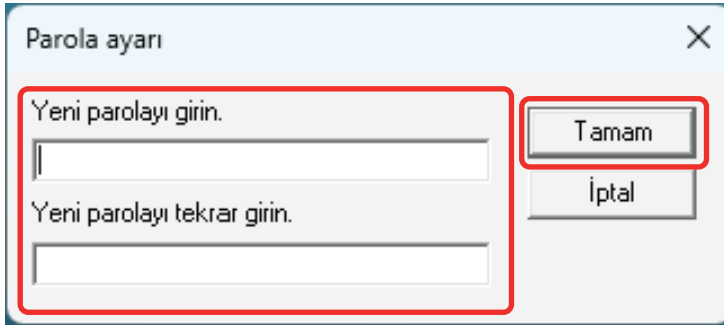 Parola ayarı
Yeni parolayı girin.
Tamam
Yeni parolayı tekrar girin.
İptal